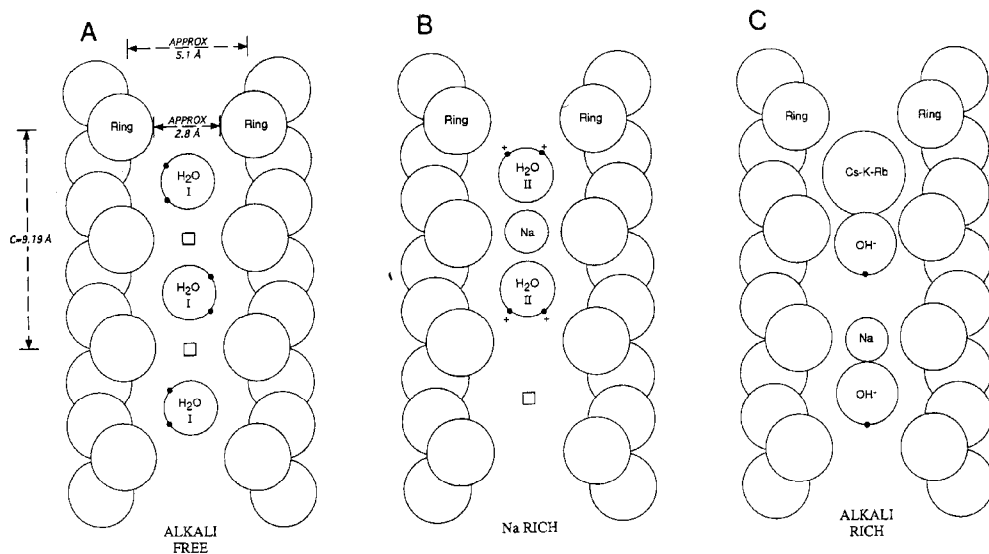 A
APPROX
5.1 Å
Ring
Ring
APPROX
2.8 Å
C=9.19 Å
H₂O
I
H₂O
I
H₂O
I
ALKALI
FREE
B
Ring
Ring
+ +
H₂O
II
Na
H₂O
II
+ +
Na RICH
C
Ring
Ring
Cs-K-Rb
OH-
Na
OH-
ALKALI
RICH